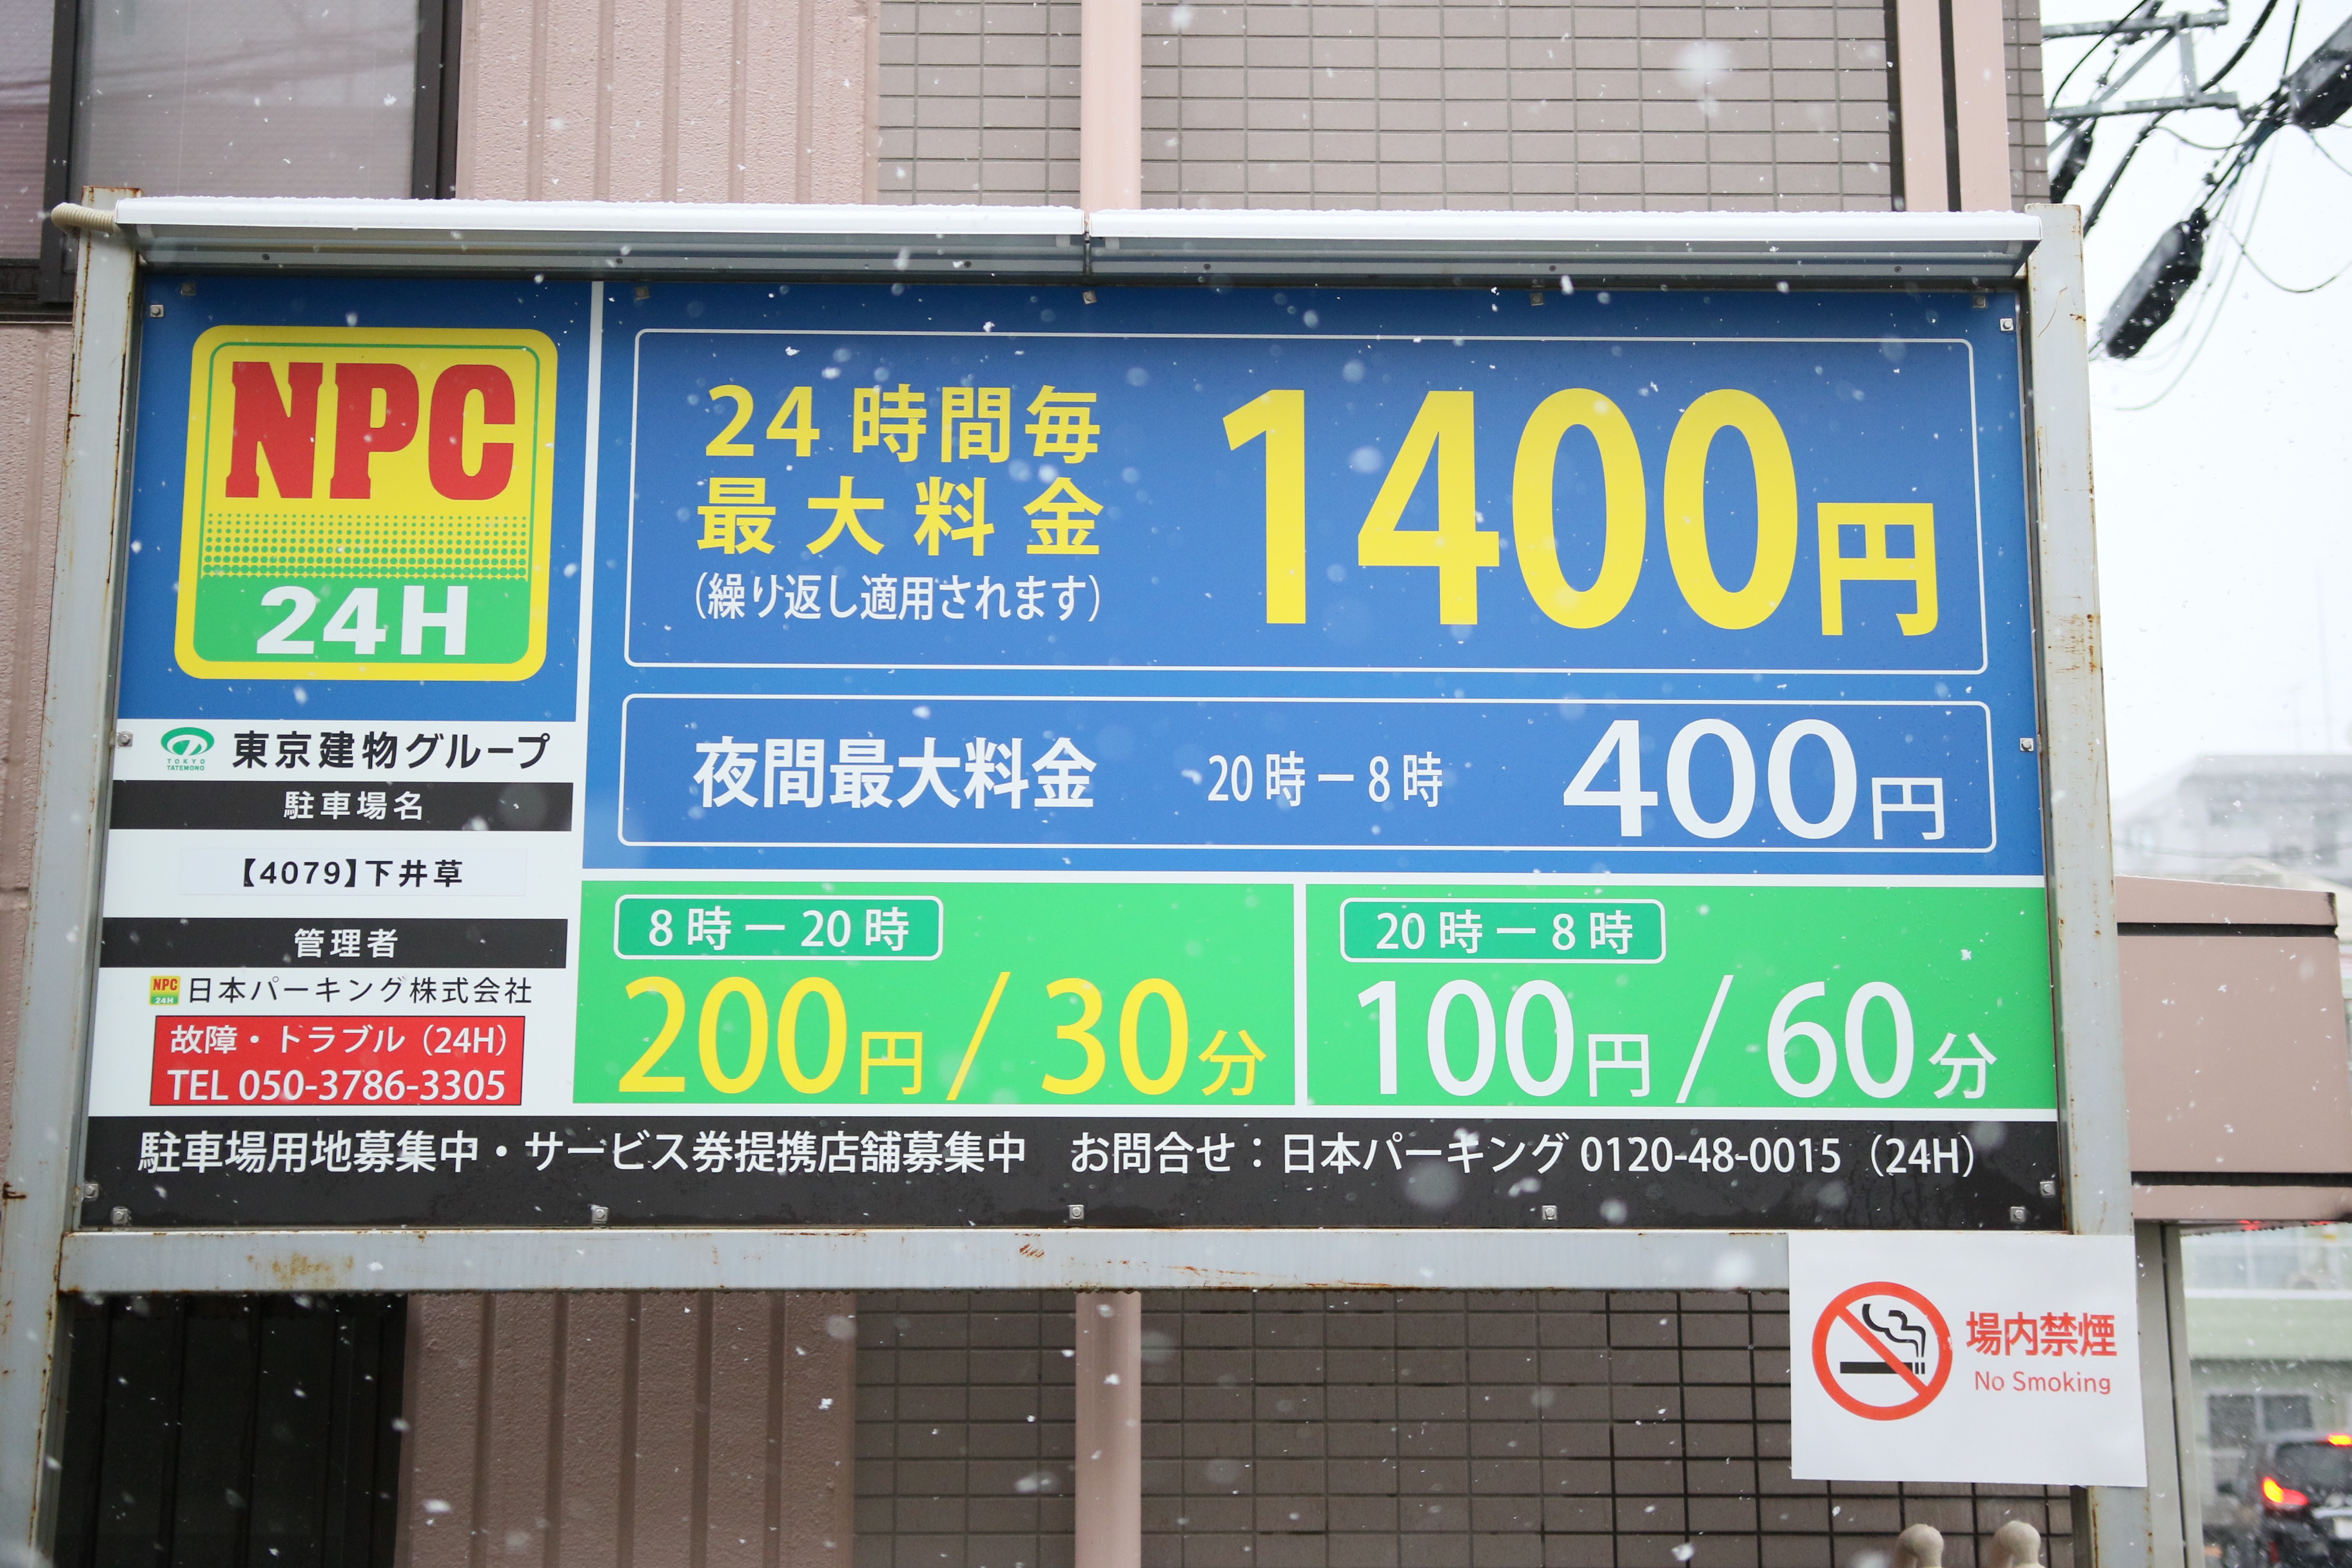 NPC
24H
東京建物グループ
TOKYO
TATEMONO
駐車場名
【4079】下井草
管理者
NPC
24H
日本パーキング株式会社
故障・トラブル（24H）
TEL 050-3786-3305
24時間毎
最大料金
（繰り返し適用されます）
1400円
夜間最大料金 20時ー8時 400円
8時ー20時
200円/30分
20時ー8時
100円/60分
駐車場用地募集中・サービス券提携店舗募集中 お問合せ：日本パーキング 0120-48-0015（24H）
場内禁煙
No Smoking